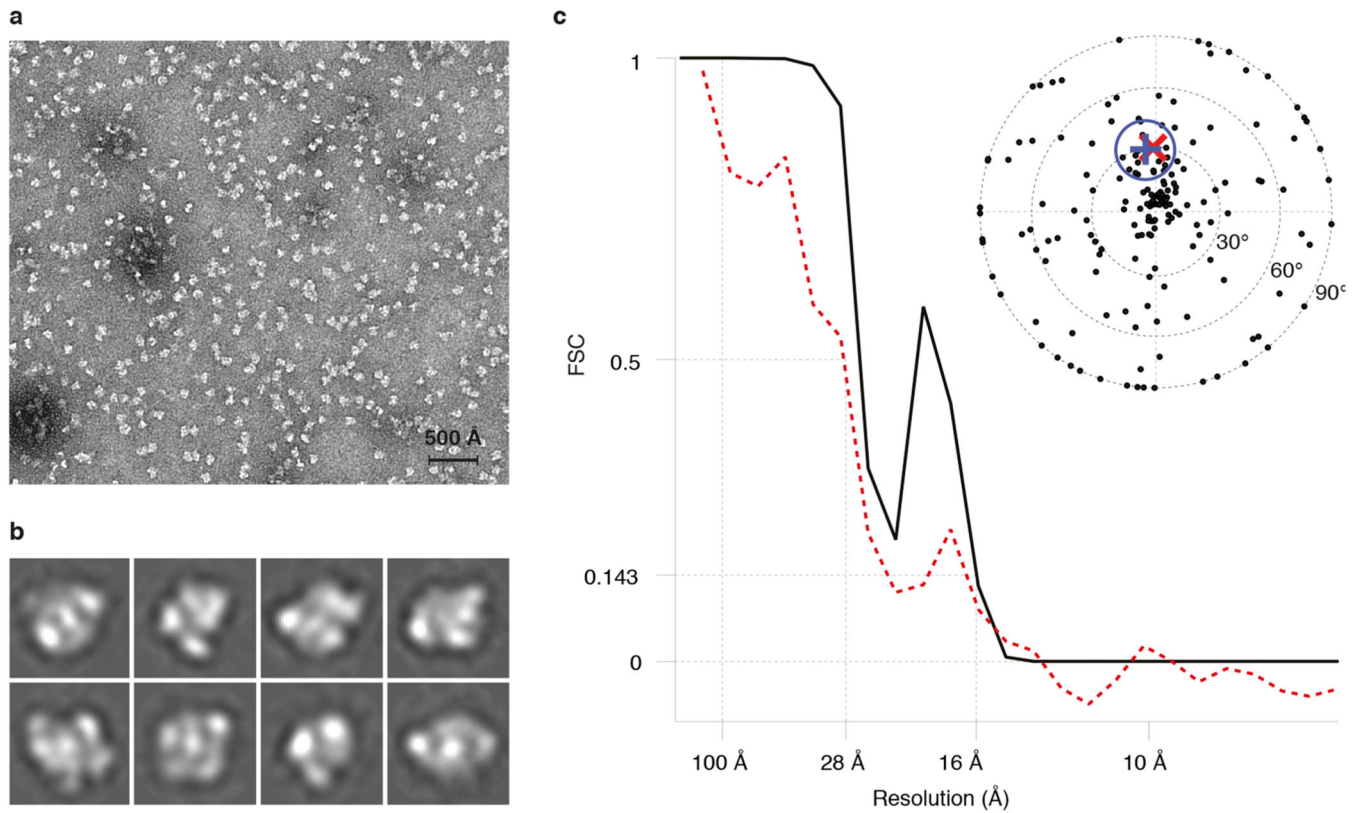 a
500 Å
b
c
1
0.5
0.143
0
FSC
100 Å
28 Å
16 Å
10 Å
Resolution (Å)
30°
60°
90°